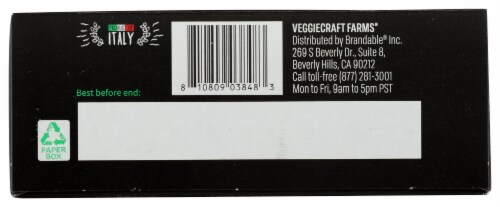 ITALY
8 10809 03848 3
VEGGIECRAFT FARMS®
Distributed by Brandable® Inc.
269 S Beverly Dr., Suite 8,
Beverly Hills, CA 90212
Call toll-free (877) 281-3001
Mon to Fri, 9am to 5pm PST
Best before end:
PAPER
BOX